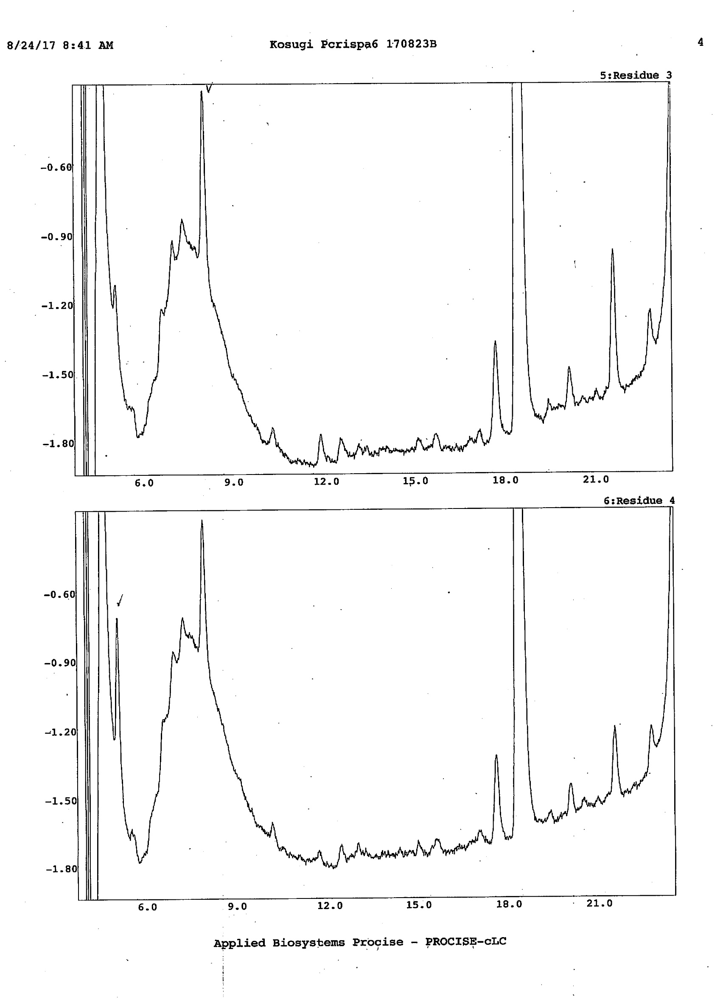 8/24/17 8:41 AM Kosugi Pcrispa6 170823B 4
5:Residue 3
-0.60
-0.90
-1.20
-1.50
-1.80
6.0 9.0 12.0 15.0 18.0 21.0
6:Residue 4
-0.60
-0.90
-1.20
-1.50
-1.80
6.0 9.0 12.0 15.0 18.0 21.0
Applied Biosystems Procise - PROCISE-cLC